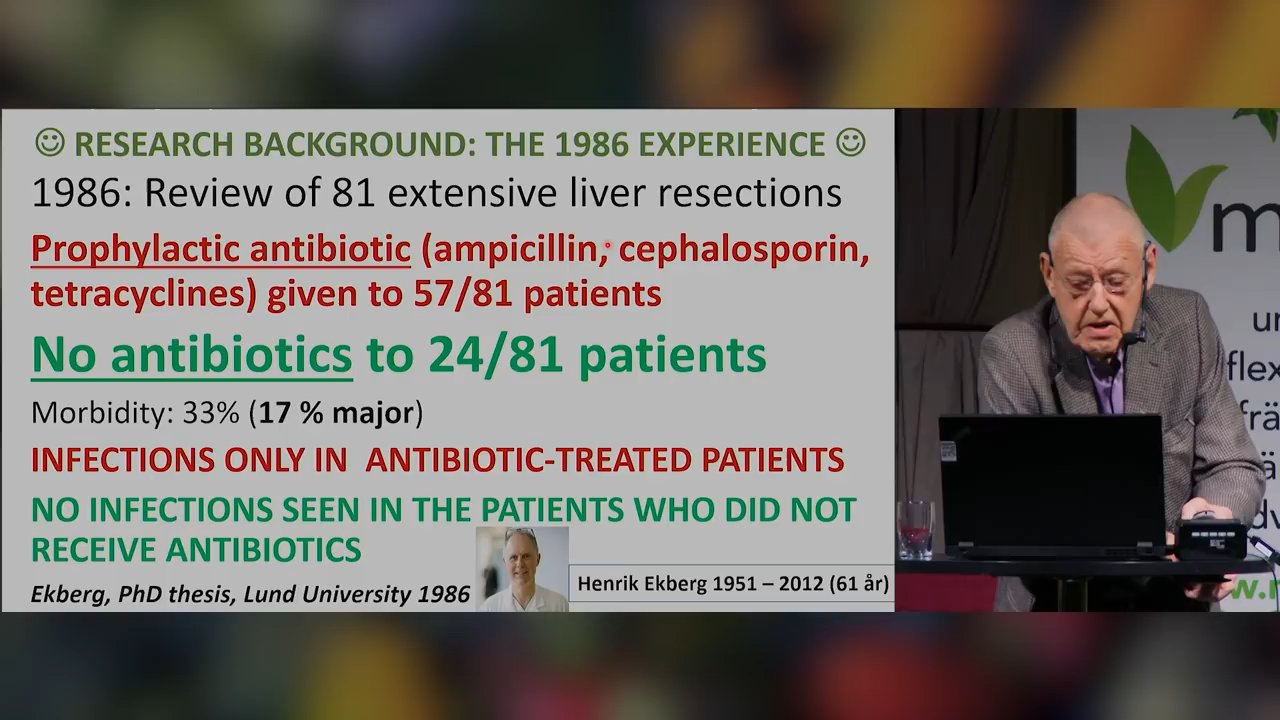 ☺ RESEARCH BACKGROUND: THE 1986 EXPERIENCE ☺
1986: Review of 81 extensive liver resections
Prophylactic antibiotic (ampicillin, cephalosporin,
tetracyclines) given to 57/81 patients
No antibiotics to 24/81 patients
Morbidity: 33% (17 % major)
INFECTIONS ONLY IN ANTIBIOTIC-TREATED PATIENTS
NO INFECTIONS SEEN IN THE PATIENTS WHO DID NOT
RECEIVE ANTIBIOTICS
Ekberg, PhD thesis, Lund University 1986
Henrik Ekberg 1951 – 2012 (61 år)